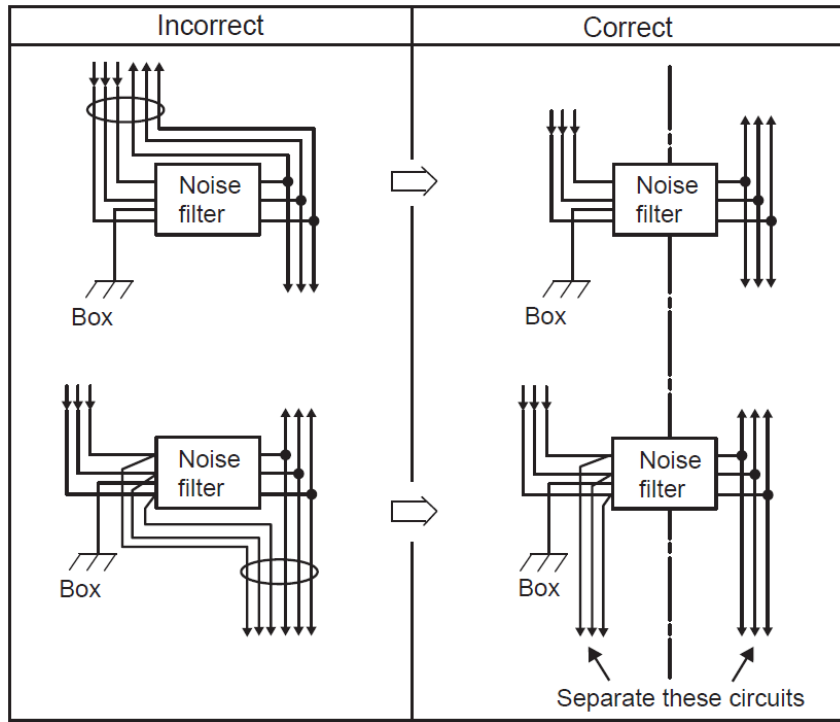 Incorrect
Correct
Noise
filter
Box
Noise
filter
Box
Noise
filter
Box
Noise
filter
Box
Separate these circuits